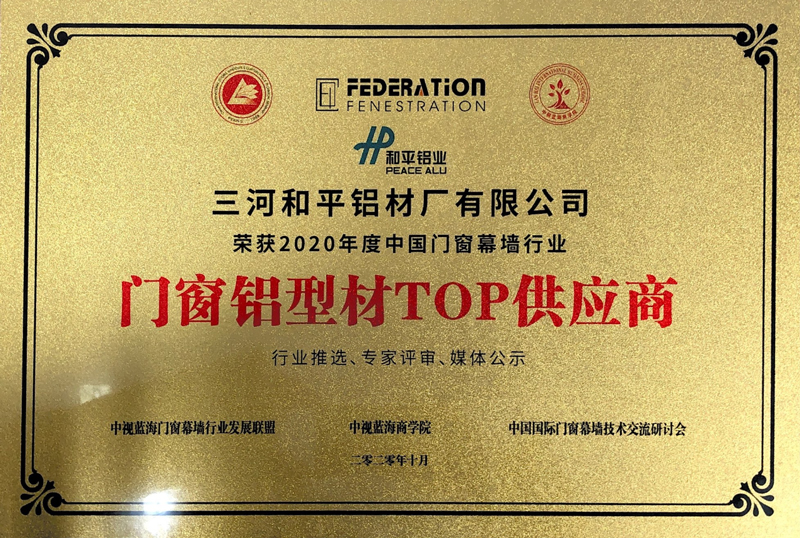 FEDERATiON
FENESTRATION
和平铝业
PEACE ALU
三河和平铝材厂有限公司
荣获2020年度中国门窗幕墙行业
门窗铝型材TOP供应商
行业推选、专家评审、媒体公示
中视蓝海门窗幕墙行业发展联盟
中视蓝海商学院
中国国际门窗幕墙技术交流研讨会
二零二零年十月